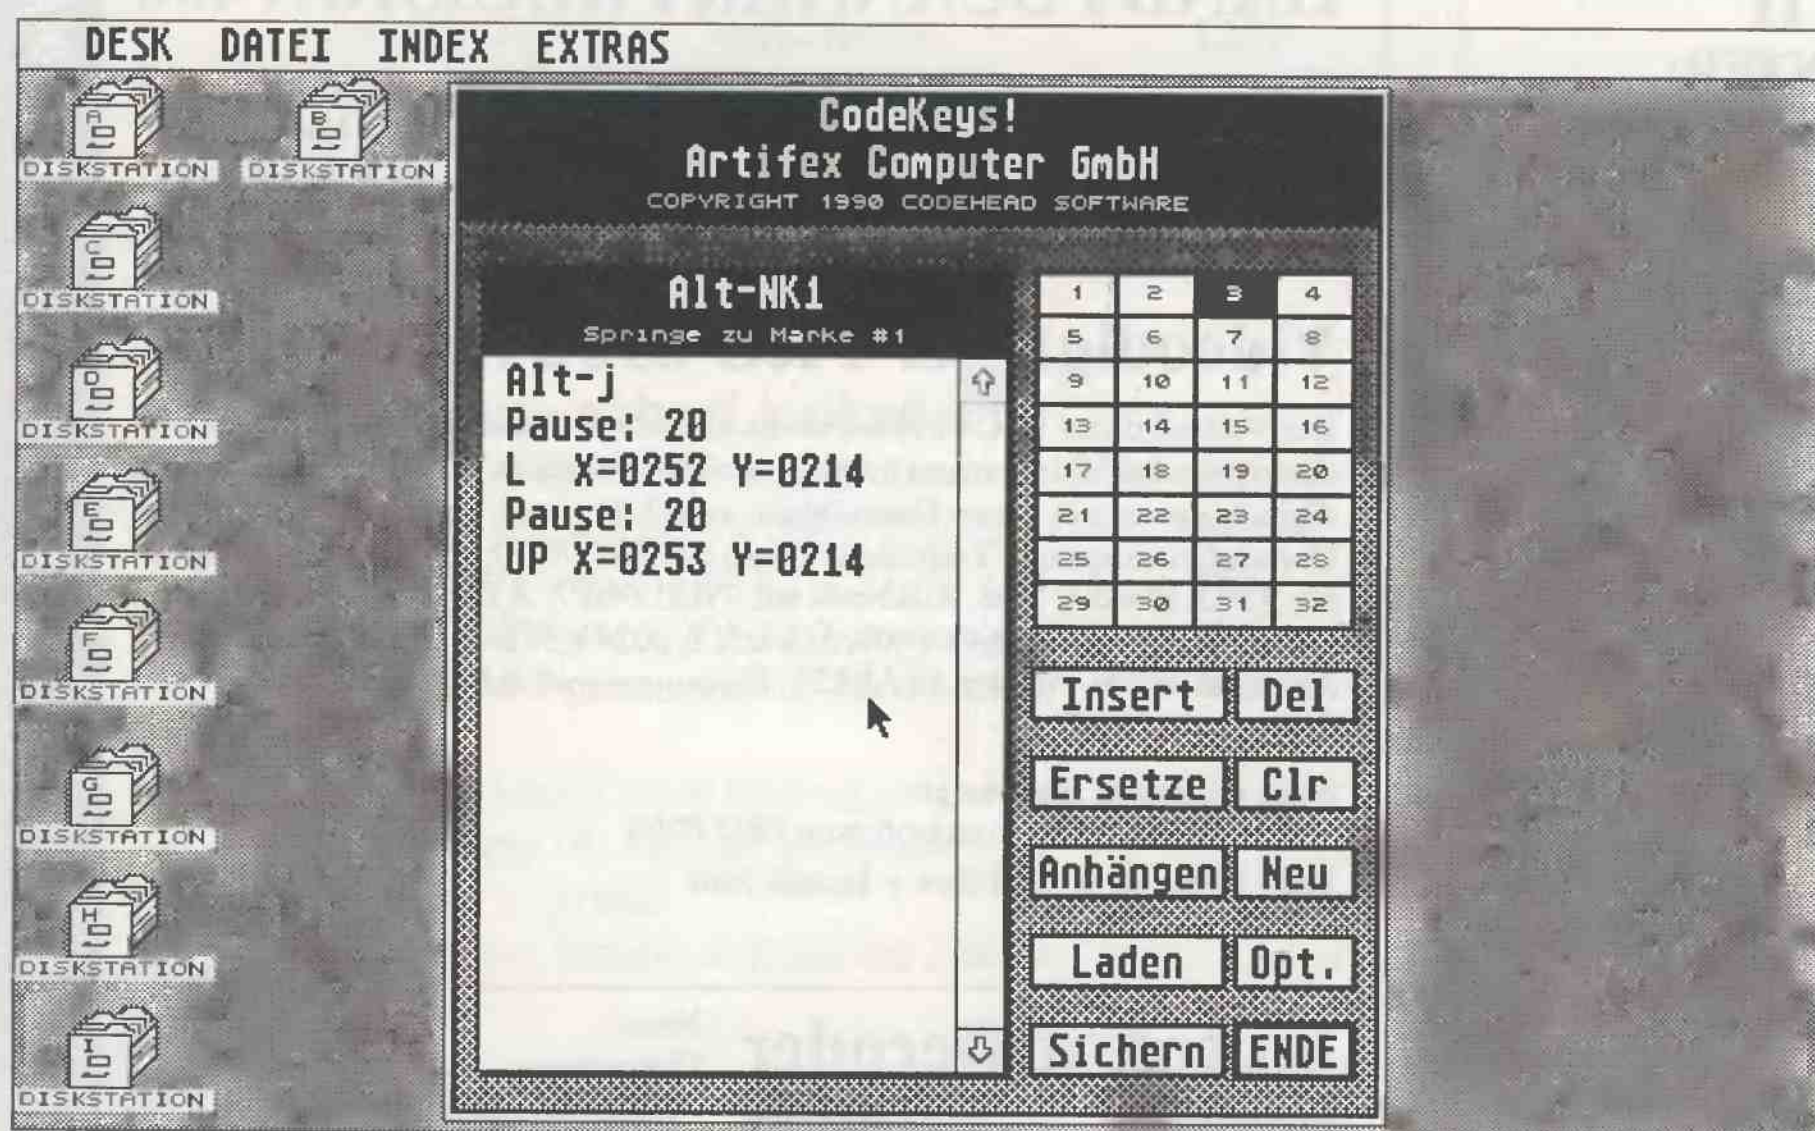 DESK DATEI INDEX EXTRAS
A
DISKSTATION
B
DISKSTATION
C
DISKSTATION
D
DISKSTATION
E
DISKSTATION
F
DISKSTATION
G
DISKSTATION
H
DISKSTATION
I
DISKSTATION
CodeKeys!
Artifex Computer GmbH
COPYRIGHT 1990 CODEHEAD SOFTWARE
Alt-NK1
Springe zu Marke #1
Alt-j
Pause: 20
L X=0252 Y=0214
Pause: 20
UP X=0253 Y=0214
1 2 3 4
5 6 7 8
9 10 11 12
13 14 15 16
17 18 19 20
21 22 23 24
25 26 27 28
29 30 31 32
Insert Del
Ersetze Clr
Anhängen Neu
Laden Opt.
Sichern ENDE